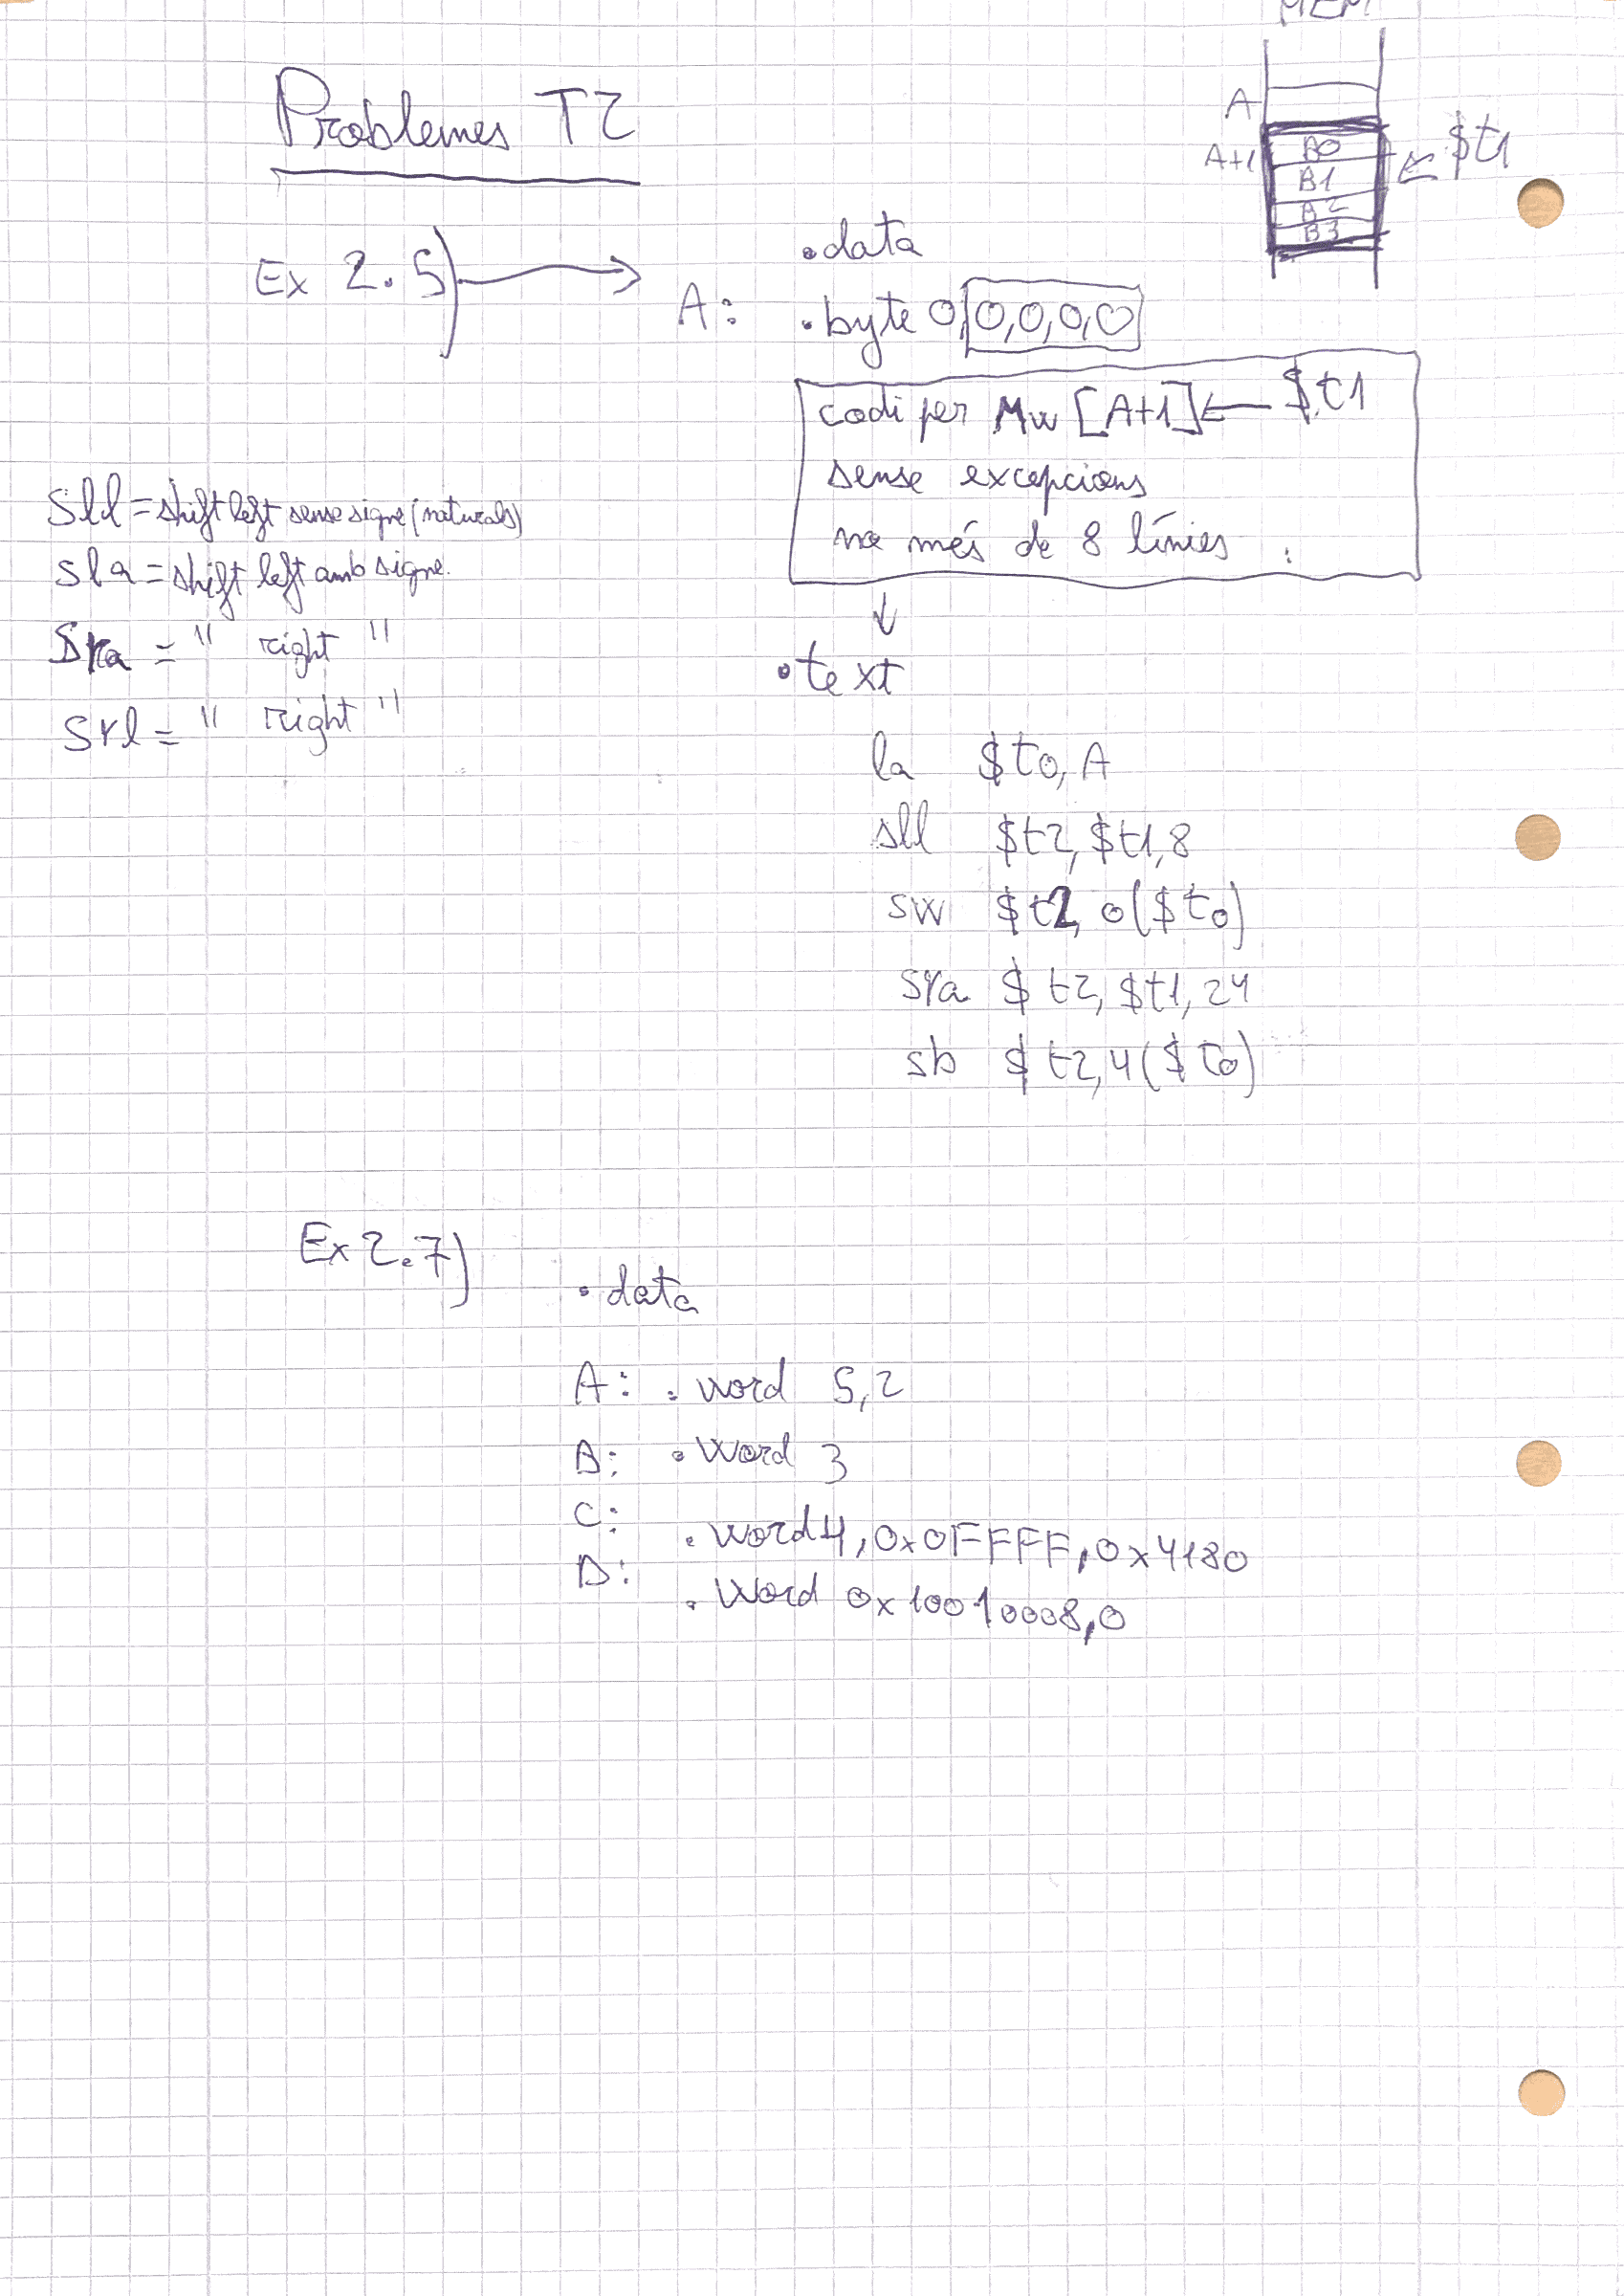 MEM
Problemes T2
A
A+1
B0
B1
B2
B3
$t1
Ex 2.5)
.data
A: .byte 0,0,0,0,0
codi per Mw [A+1] ← $t1
sense excepcions
no més de 8 línies :
sll = shift left sense signe (naturals)
sla = shift left amb signe.
Sra = " right "
Srl = " right "
.text
la $t0, A
sll $t2, $t1, 8
sw $t2, 0($t0)
sra $t2, $t1, 24
sb $t2, 4($t0)
Ex 2.7)
.data
A: .word 5,2
B: .word 3
C: .word 4, 0x0FFFF, 0x4180
D: .word 0x10010008,0